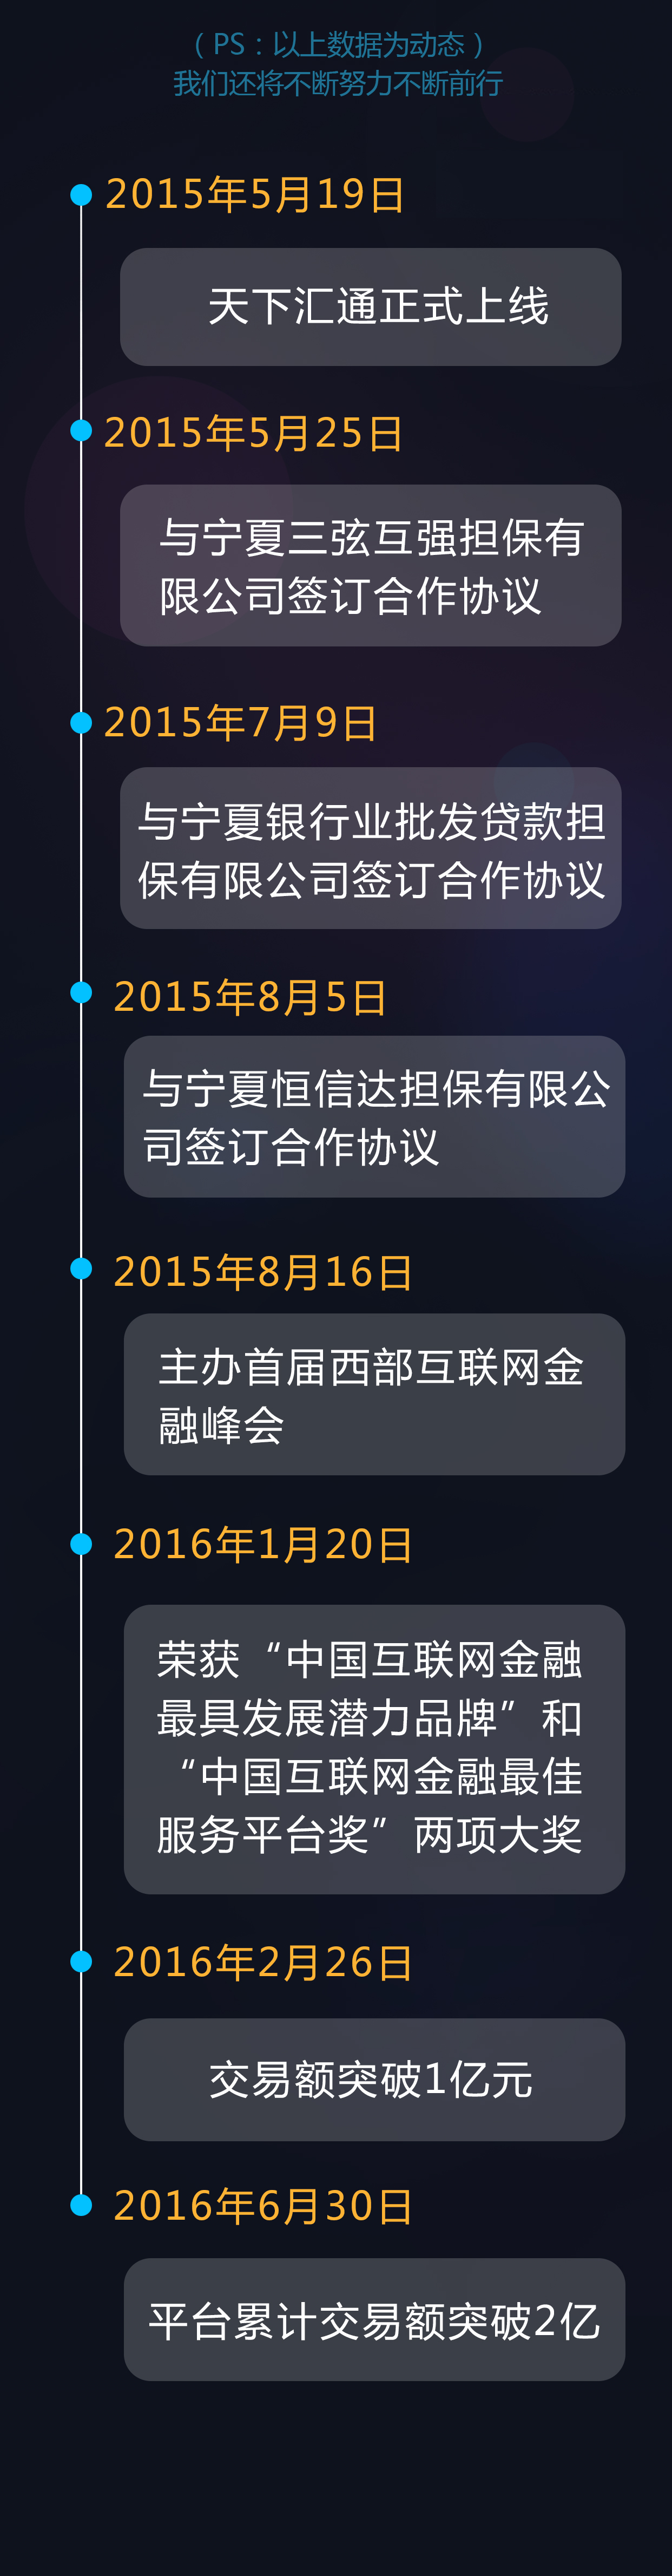 （PS：以上数据为动态）
我们还将不断努力不断前行
2015年5月19日
天下汇通正式上线
2015年5月25日
与宁夏三弦互强担保有
限公司签订合作协议
2015年7月9日
与宁夏银行业批发贷款担
保有限公司签订合作协议
2015年8月5日
与宁夏恒信达担保有限公
司签订合作协议
2015年8月16日
主办首届西部互联网金
融峰会
2016年1月20日
荣获“中国互联网金融
最具发展潜力品牌”和
“中国互联网金融最佳
服务平台奖”两项大奖
2016年2月26日
交易额突破1亿元
2016年6月30日
平台累计交易额突破2亿